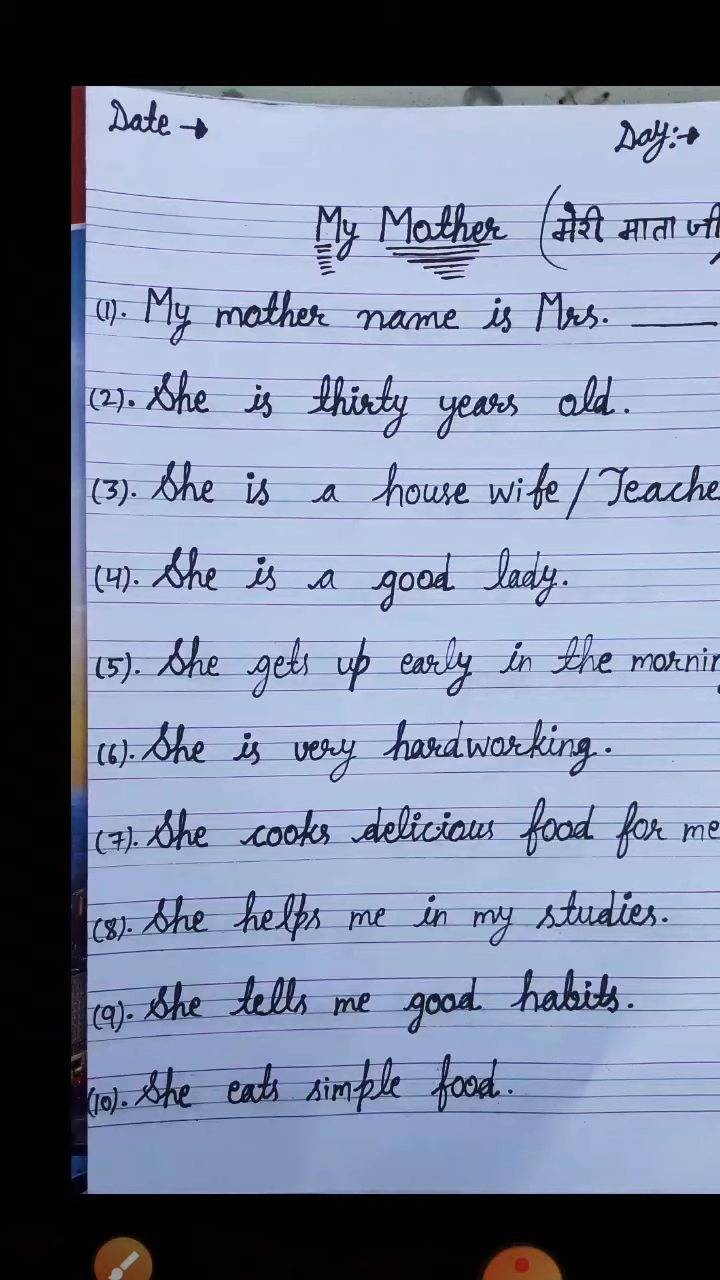 Date → Day:→
My Mother (मेरी माता जी
(1). My mother name is Mrs. ______
(2). She is thirty years old.
(3). She is a house wife/Teache
(4). She is a good lady.
(5). She gets up early in the mornin
(6). She is very hardworking.
(7). She cooks delicious food for me
(8). She helps me in my studies.
(9). She tells me good habits.
(10). She eats simple food.